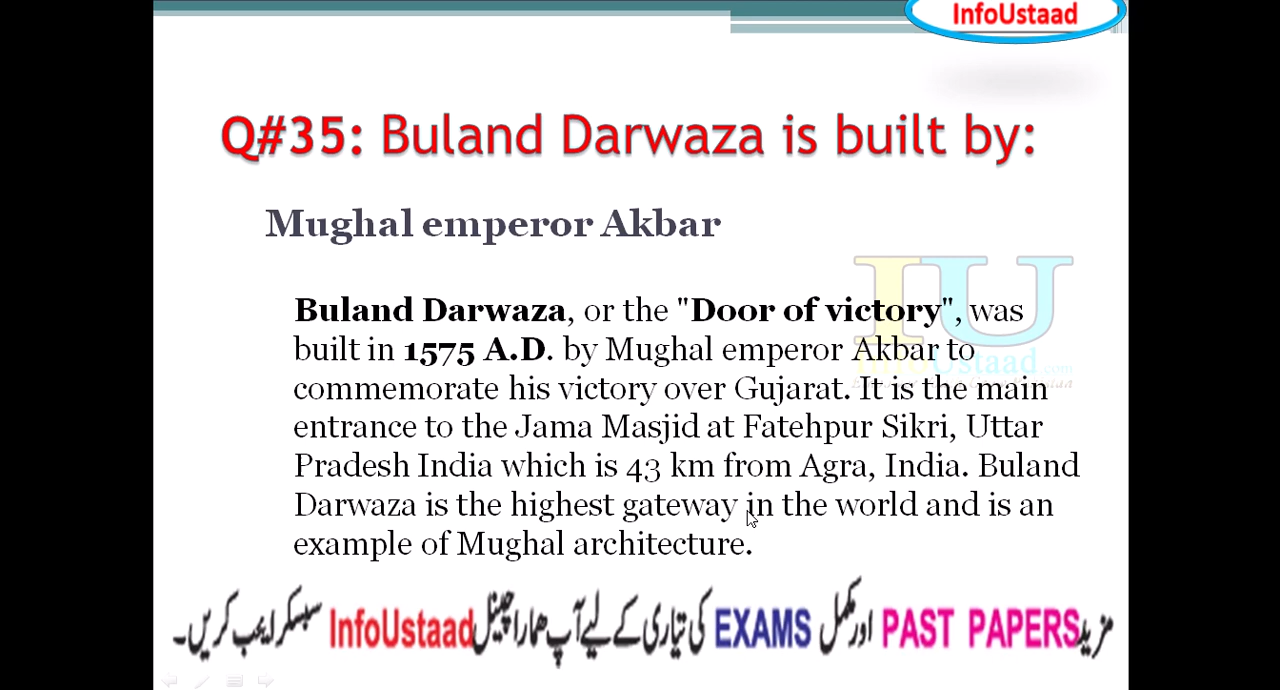 InfoUstaad
Q#35: Buland Darwaza is built by:
Mughal emperor Akbar
IU
InfoUstaad.com
Buland Darwaza, or the "Door of victory", was
built in 1575 A.D. by Mughal emperor Akbar to
commemorate his victory over Gujarat. It is the main
entrance to the Jama Masjid at Fatehpur Sikri, Uttar
Pradesh India which is 43 km from Agra, India. Buland
Darwaza is the highest gateway in the world and is an
example of Mughal architecture.
مزید PAST PAPERS اور مکمل EXAMS کی تیاری کے لیے آپ ہمارا چینل InfoUstaad سبسکرائیب کریں۔